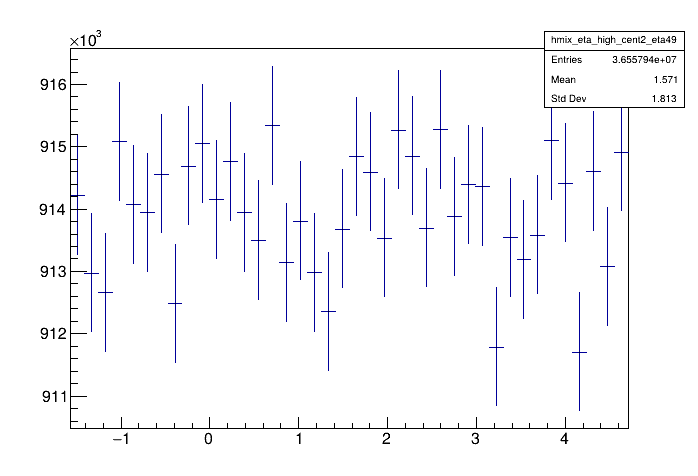 ×10³
hmix_eta_high_cent2_eta49
Entries 3.655794e+07
Mean 1.571
Std Dev 1.813
916
915
914
913
912
911
−1 0 1 2 3 4